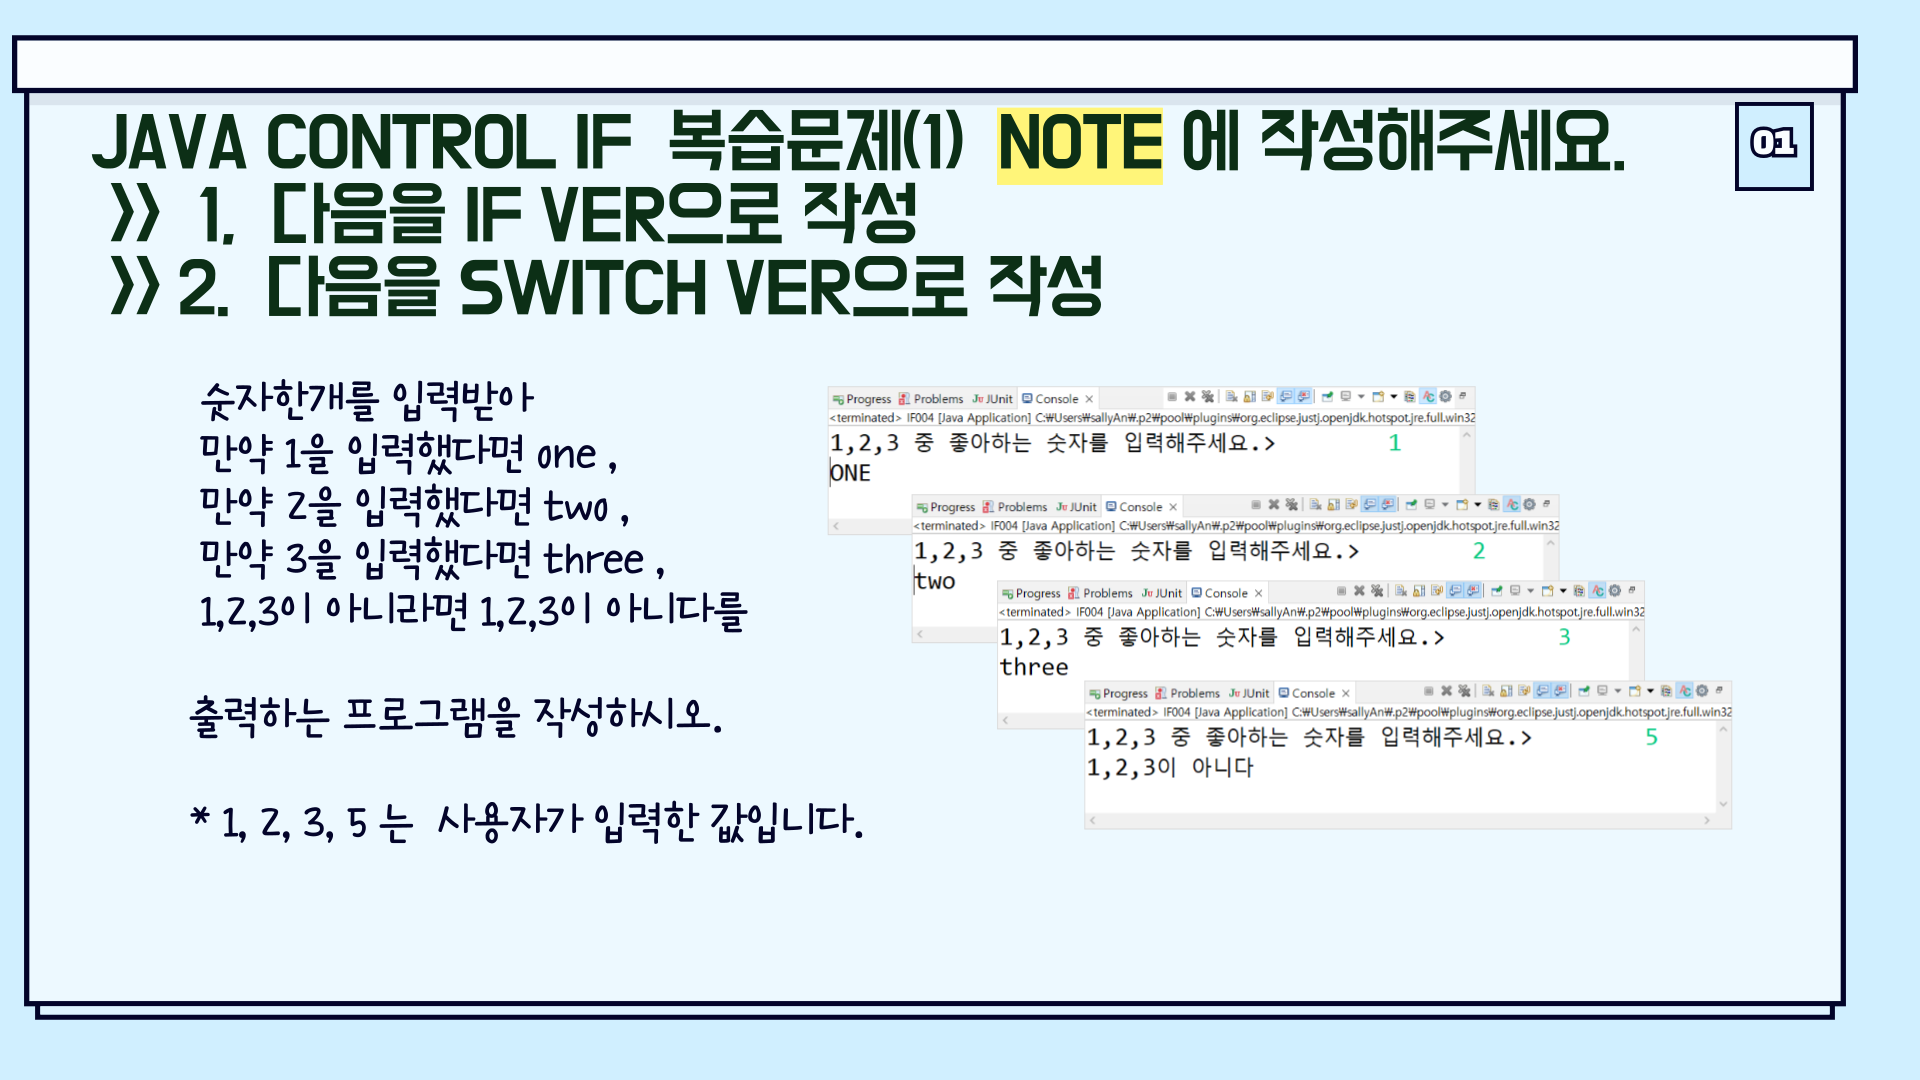 JAVA CONTROL IF 복습문제(1) NOTE 에 작성해주세요.
>> 1, 다음을 IF VER으로 작성
>> 2. 다음을 SWITCH VER으로 작성
01
숫자한개를 입력받아
만약 1을 입력했다면 one ,
만약 2을 입력했다면 two ,
만약 3을 입력했다면 three ,
1,2,3이 아니라면 1,2,3이 아니다를
출력하는 프로그램을 작성하시오.
* 1, 2, 3, 5 는 사용자가 입력한 값입니다.
Progress Problems JUnit Console
<terminated> IF004 [Java Application] C:₩Users₩sallyAn₩.p2₩pool₩plugins₩org.eclipse.justj.openjdk.hotspot.jre.full.win32
1,2,3 중 좋아하는 숫자를 입력해주세요.> 1
ONE
Progress Problems JUnit Console
<terminated> IF004 [Java Application] C:₩Users₩sallyAn₩.p2₩pool₩plugins₩org.eclipse.justj.openjdk.hotspot.jre.full.win32
1,2,3 중 좋아하는 숫자를 입력해주세요.> 2
two
Progress Problems JUnit Console
<terminated> IF004 [Java Application] C:₩Users₩sallyAn₩.p2₩pool₩plugins₩org.eclipse.justj.openjdk.hotspot.jre.full.win32
1,2,3 중 좋아하는 숫자를 입력해주세요.> 3
three
Progress Problems JUnit Console
<terminated> IF004 [Java Application] C:₩Users₩sallyAn₩.p2₩pool₩plugins₩org.eclipse.justj.openjdk.hotspot.jre.full.win32
1,2,3 중 좋아하는 숫자를 입력해주세요.> 5
1,2,3이 아니다